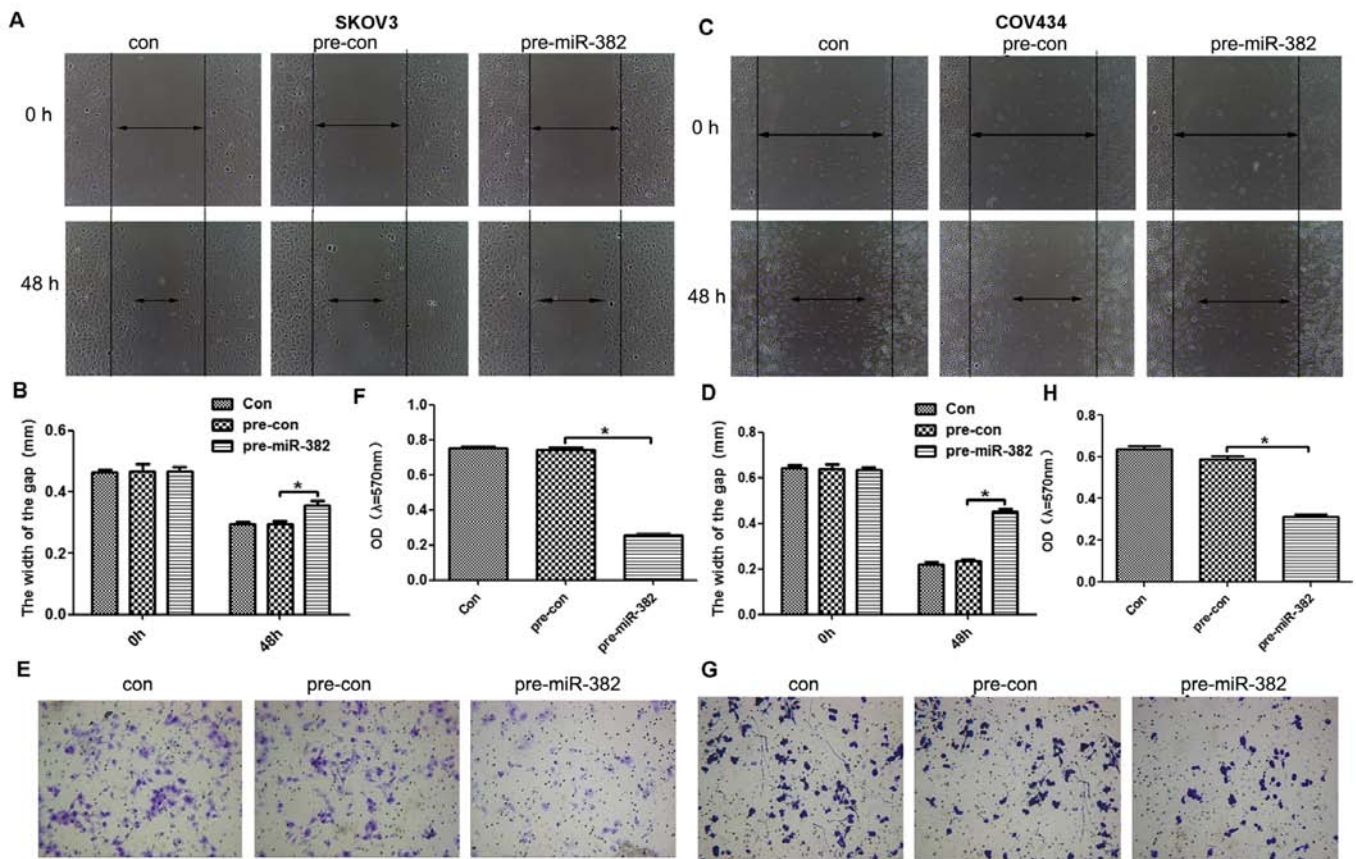 A
SKOV3
con
pre-con
pre-miR-382
0 h
48 h
C
COV434
con
pre-con
pre-miR-382
0 h
48 h
B
Con
pre-con
pre-miR-382
The width of the gap (mm)
0.6
0.4
0.2
0.0
*
0h
48h
F
OD (λ=570nm)
1.0
0.8
0.6
0.4
0.2
0.0
*
Con
pre-con
pre-miR-382
D
Con
pre-con
pre-miR-382
The width of the gap (mm)
0.8
0.6
0.4
0.2
0.0
*
0h
48h
H
OD (λ=570nm)
0.8
0.6
0.4
0.2
0.0
*
Con
pre-con
pre-miR-382
E
con
pre-con
pre-miR-382
G
con
pre-con
pre-miR-382